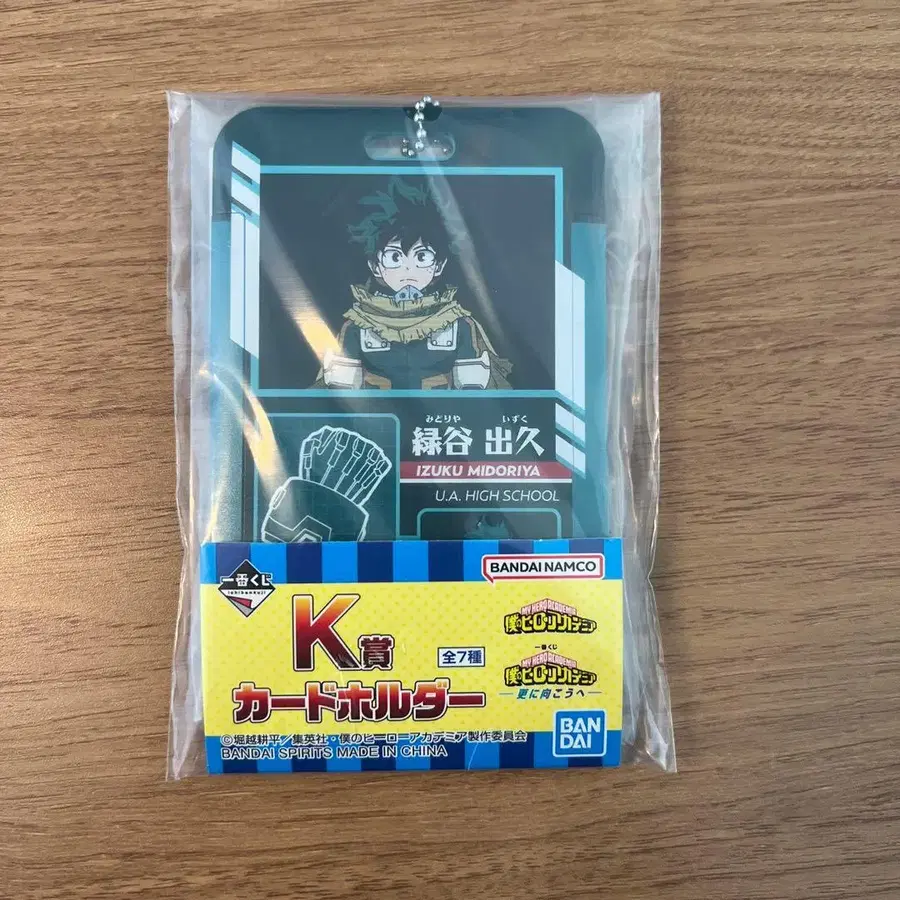 みどりや いずく
緑谷 出久
IZUKU MIDORIYA
U.A. HIGH SCHOOL
一番くじ
ichibankuji
BANDAI NAMCO
K賞
全7種
カードホルダー
MY HERO ACADEMIA
僕のヒーローアカデミア
一番くじ
MY HERO ACADEMIA
僕のヒーローアカデミア
更に向こうへ
©堀越耕平/集英社・僕のヒーローアカデミア製作委員会
BANDAI SPIRITS MADE IN CHINA
BAN
DAI